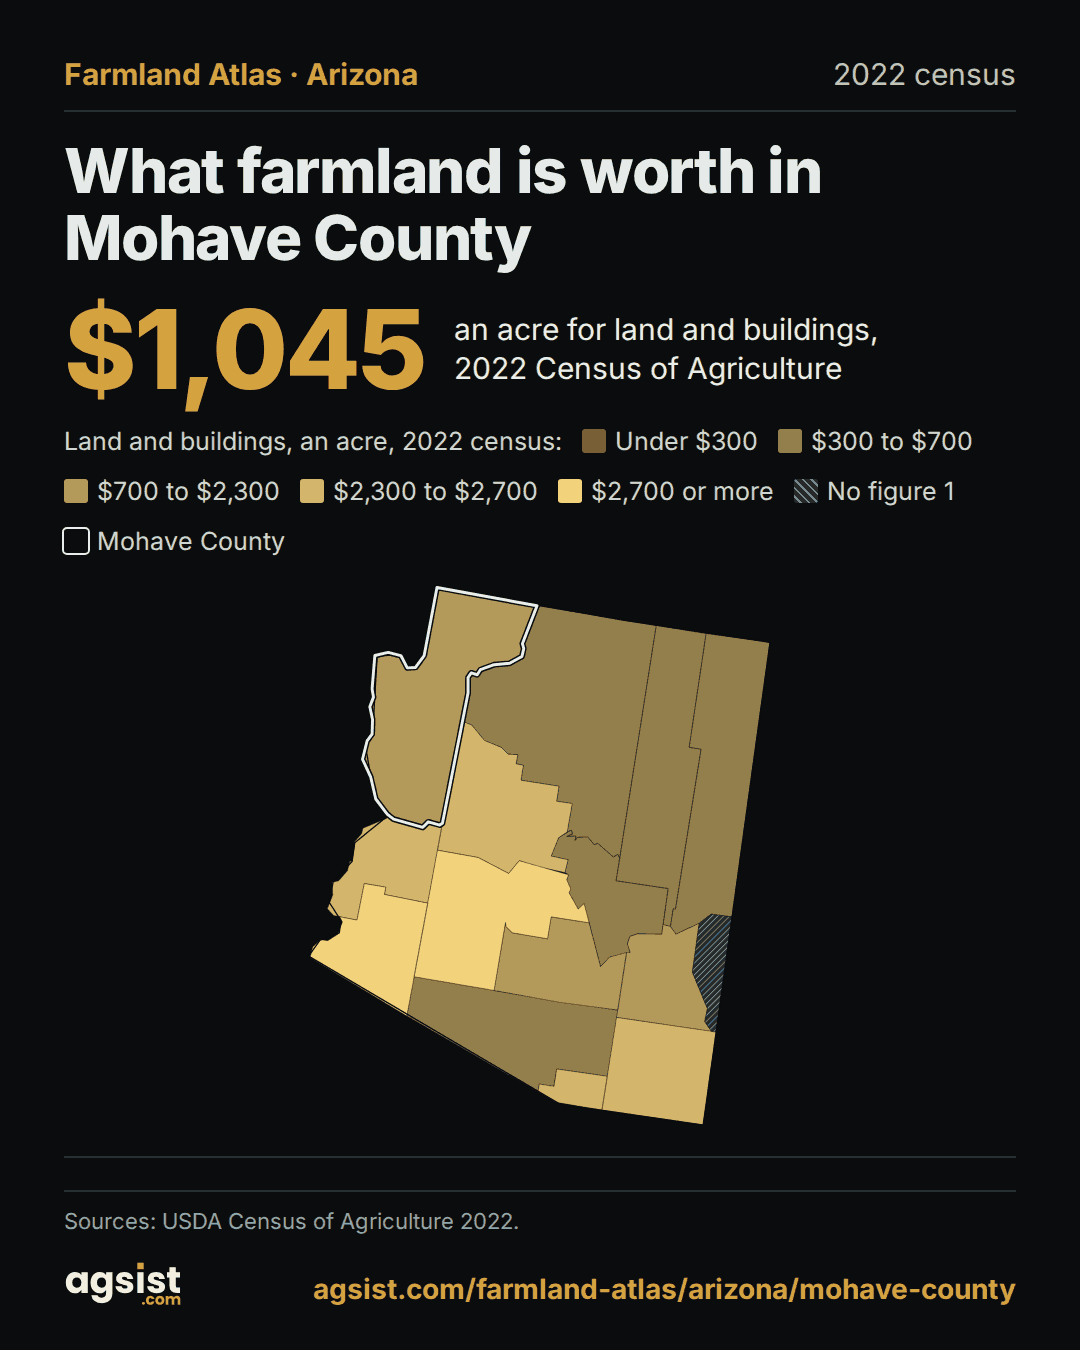 Farmland Atlas · Arizona
2022 census
What farmland is worth in
Mohave County
$1,045
an acre for land and buildings,
2022 Census of Agriculture
Land and buildings, an acre, 2022 census: Under $300 $300 to $700
$700 to $2,300 $2,300 to $2,700 $2,700 or more No figure 1
Mohave County
Sources: USDA Census of Agriculture 2022.
agsist
.com
agsist.com/farmland-atlas/arizona/mohave-county